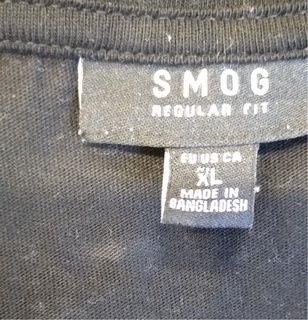 SMOG
REGULAR FIT
EU US CA
XL
MADE IN
BANGLADESH